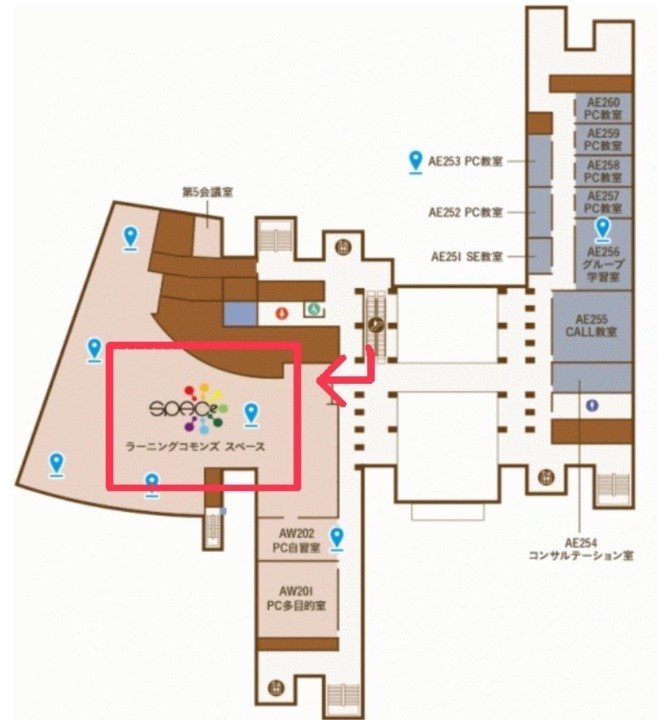 AE260
PC教室
AE259
PC教室
AE258
PC教室
AE257
PC教室
AE253 PC教室
AE252 PC教室
AE251 SE教室
AE256
グループ
学習室
AE255
CALL教室
第5会議室
space
ラーニングコモンズ スペース
AW202
PC自習室
AW201
PC多目的室
AE254
コンサルテーション室